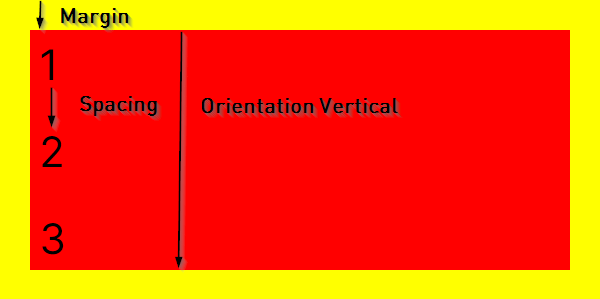 Margin
1
Spacing
Orientation Vertical
2
3